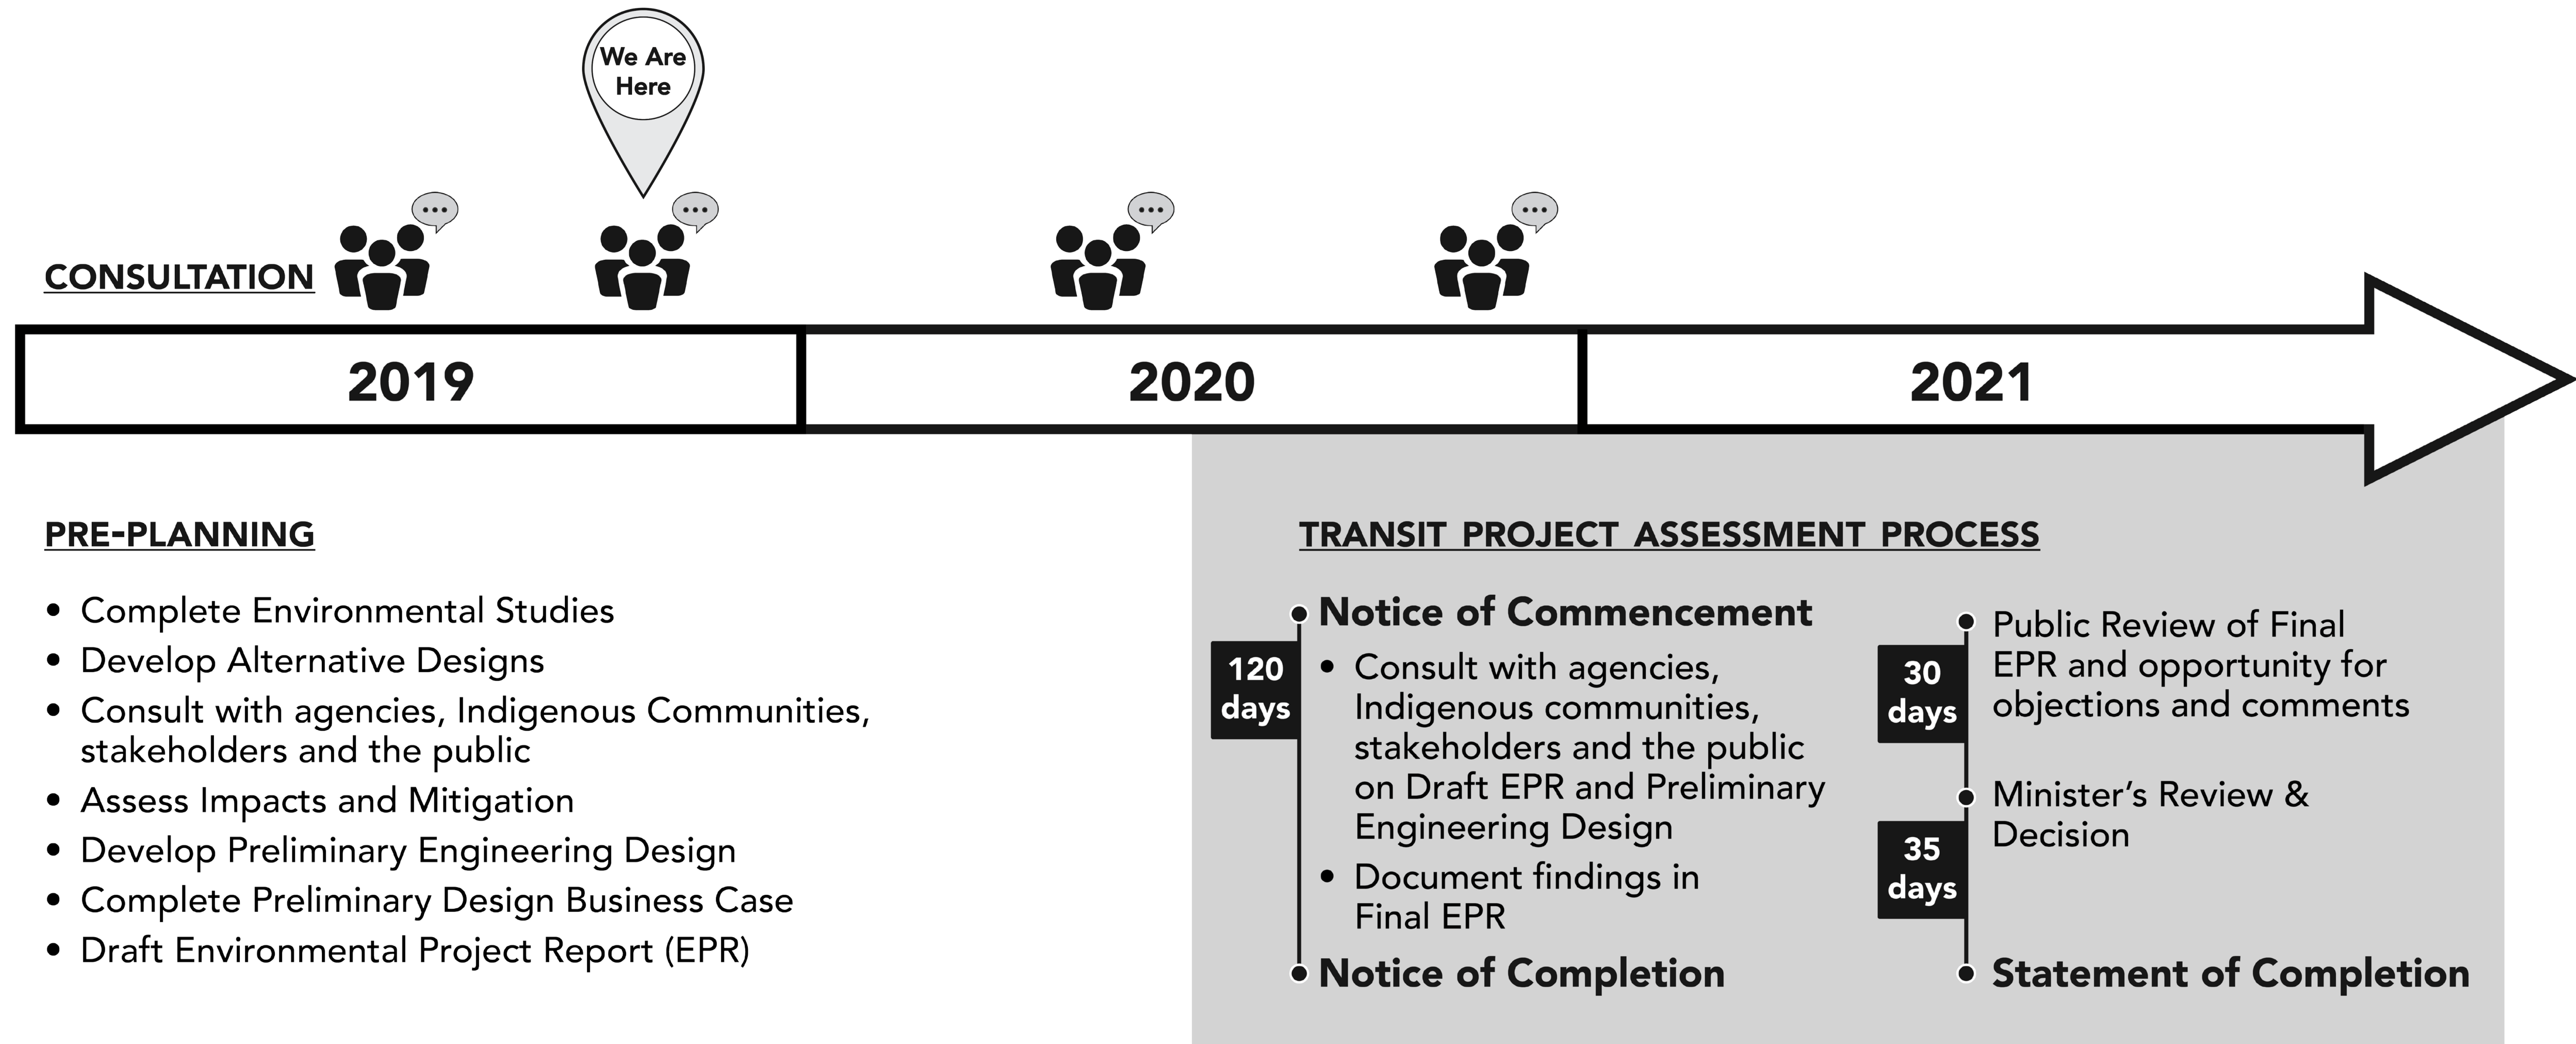 We Are
Here
CONSULTATION
2019
2020
2021
PRE-PLANNING
• Complete Environmental Studies
• Develop Alternative Designs
• Consult with agencies, Indigenous Communities,
stakeholders and the public
• Assess Impacts and Mitigation
• Develop Preliminary Engineering Design
• Complete Preliminary Design Business Case
• Draft Environmental Project Report (EPR)
TRANSIT PROJECT ASSESSMENT PROCESS
Notice of Commencement
120
days
• Consult with agencies,
Indigenous communities,
stakeholders and the public
on Draft EPR and Preliminary
Engineering Design
• Document findings in
Final EPR
Notice of Completion
30
days
Public Review of Final
EPR and opportunity for
objections and comments
Minister's Review &
Decision
35
days
Statement of Completion